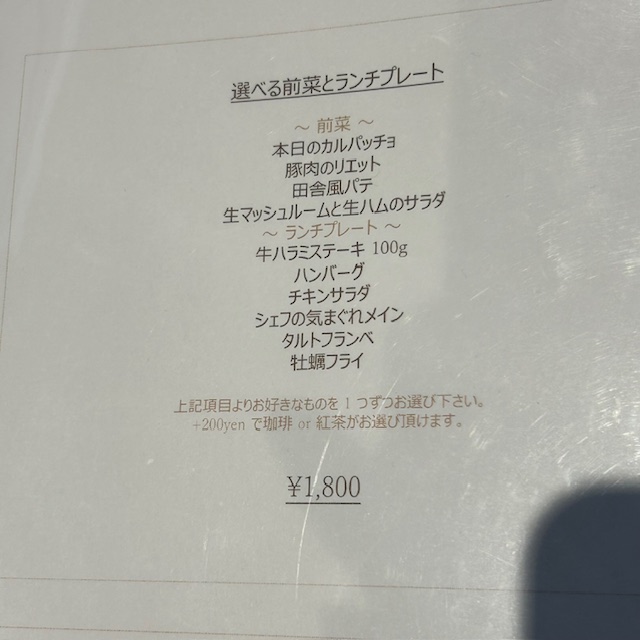 選べる前菜とランチプレート
～ 前菜 ～
本日のカルパッチョ
豚肉のリエット
田舎風パテ
生マッシュルームと生ハムのサラダ
～ ランチプレート ～
牛ハラミステーキ 100g
ハンバーグ
チキンサラダ
シェフの気まぐれメイン
タルトフランベ
牡蠣フライ
上記項目よりお好きなものを 1 つずつお選び下さい。
+200yen で珈琲 or 紅茶がお選び頂けます。
¥1,800